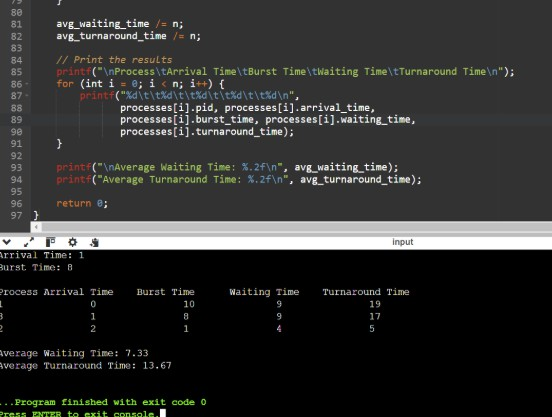 79 }
80
81 avg_waiting_time /= n;
82 avg_turnaround_time /= n;
83
84 // Print the results
85 printf("\nProcess\tArrival Time\tBurst Time\tWaiting Time\tTurnaround Time\n");
86 for (int i = 0; i < n; i++) {
87 printf("%d\t\t%d\t\t%d\t\t%d\t\t%d\n",
88 processes[i].pid, processes[i].arrival_time,
89 processes[i].burst_time, processes[i].waiting_time,
90 processes[i].turnaround_time);
91 }
92
93 printf("\nAverage Waiting Time: %.2f\n", avg_waiting_time);
94 printf("Average Turnaround Time: %.2f\n", avg_turnaround_time);
95
96 return 0;
97 }
input
Arrival Time: 1
Burst Time: 8
Process Arrival Time Burst Time Waiting Time Turnaround Time
1 0 10 9 19
3 1 8 9 17
2 2 1 4 5
Average Waiting Time: 7.33
Average Turnaround Time: 13.67
...Program finished with exit code 0
Press ENTER to exit console.